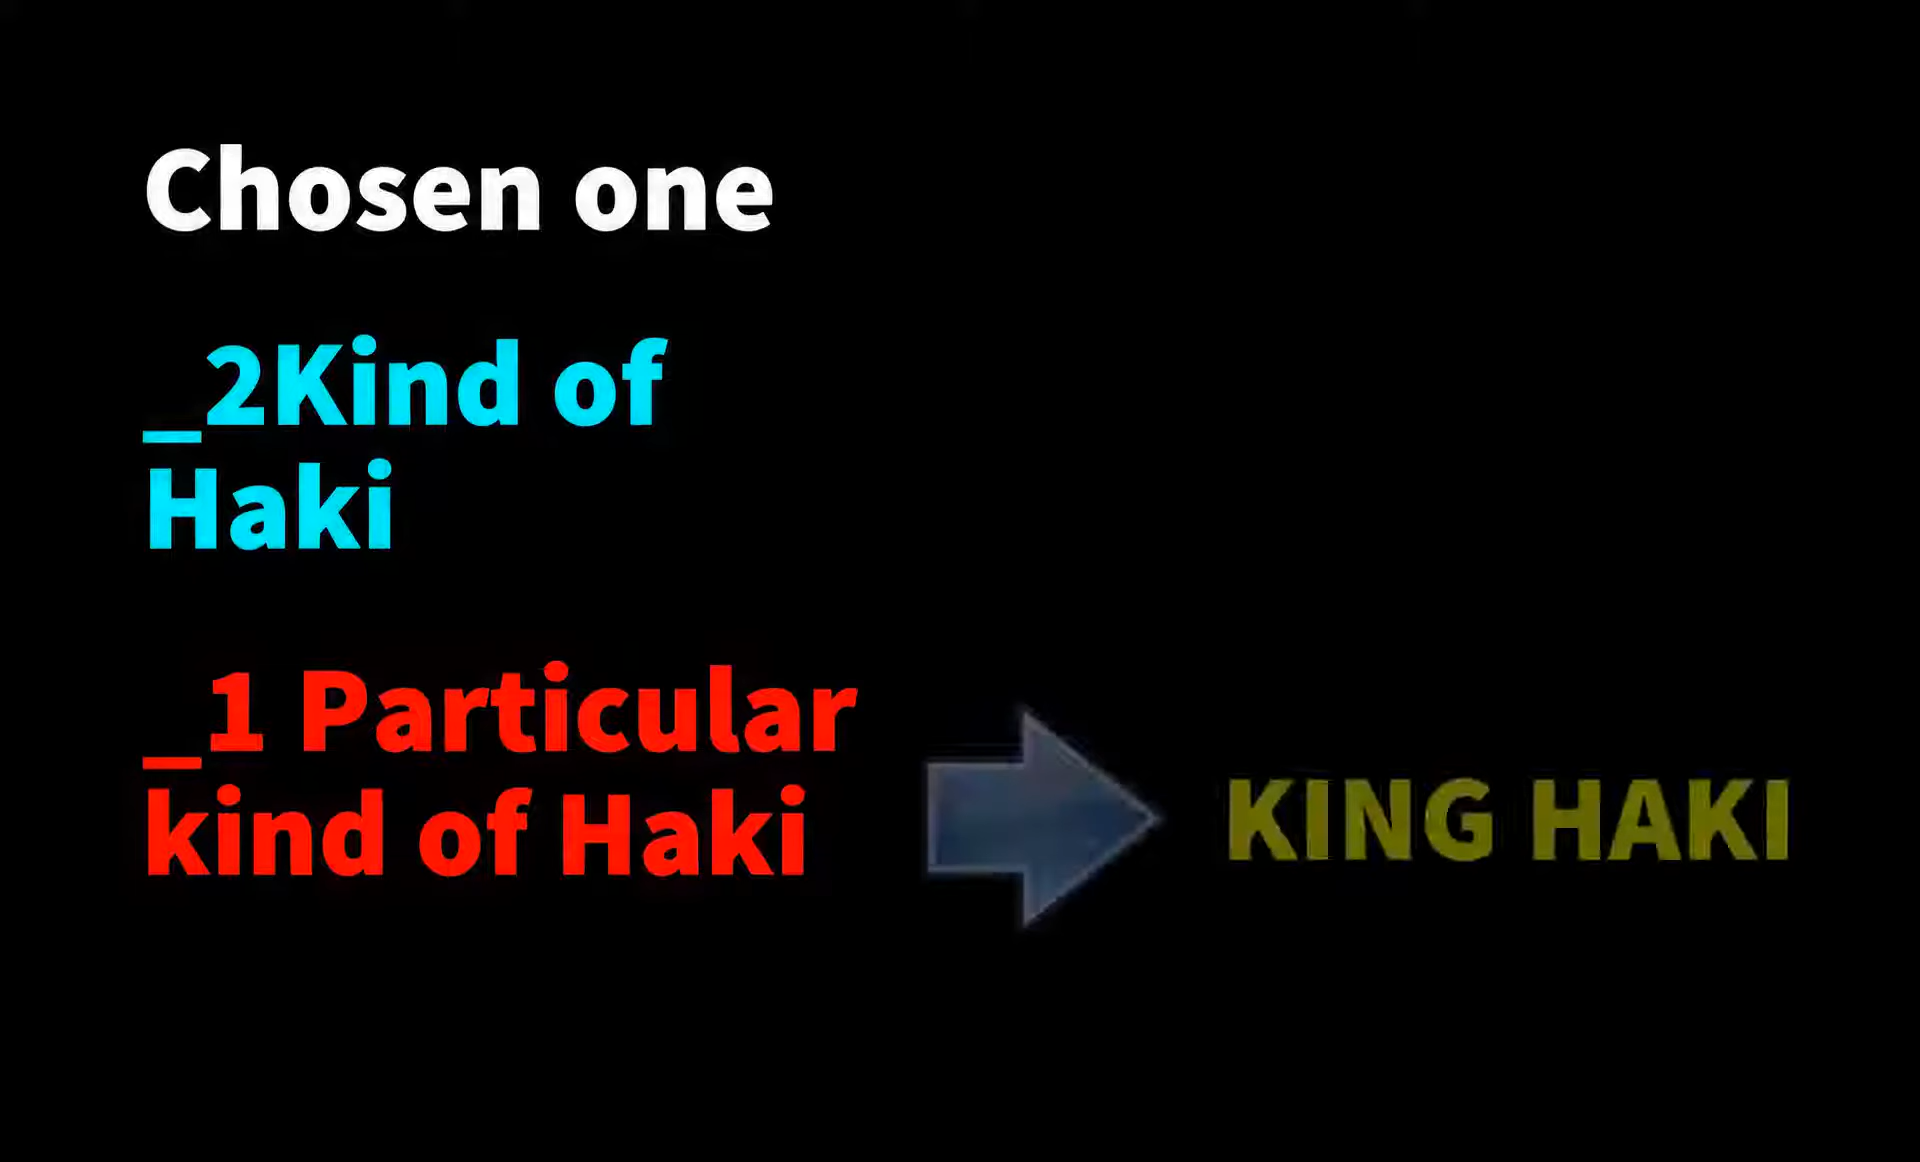 Chosen one
_2Kind of
Haki
_1 Particular
kind of Haki
KING HAKI